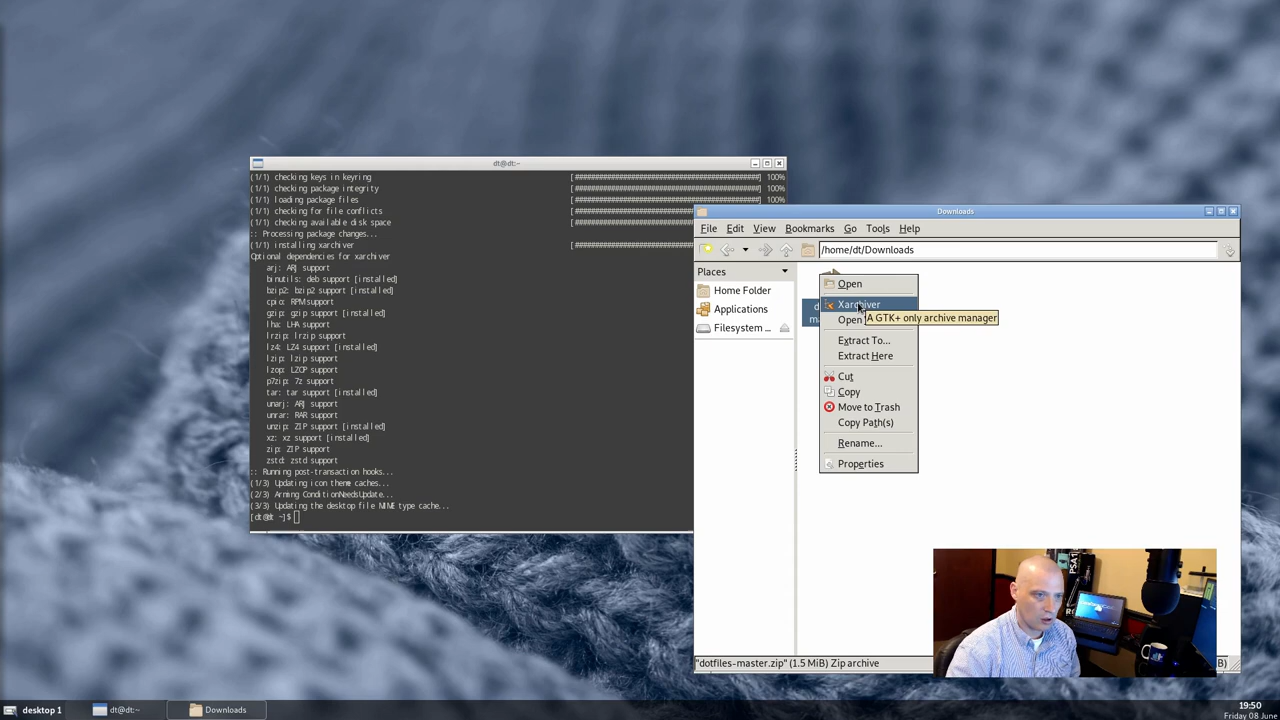 dt@dt:~
(1/1) checking keys in keyring [##############################################] 100%
(1/1) checking package integrity [##############################################] 100%
(1/1) loading package files [##############################################] 100%
(1/1) checking for file conflicts [
(1/1) checking available disk space [
:: Processing package changes...
(1/1) installing xarchiver [
Optional dependencies for xarchiver
arj: ARJ support
binutils: deb support [installed]
bzip2: bzip2 support [installed]
cpio: RPM support
gzip: gzip support [installed]
lha: LHA support
lrzip: lrzip support
lz4: LZ4 support [installed]
lzip: lzip support
lzop: LZOP support
p7zip: 7z support
tar: tar support [installed]
unarj: ARJ support
unrar: RAR support
unzip: ZIP support [installed]
xz: xz support [installed]
zip: ZIP support
zstd: zstd support
:: Running post-transaction hooks...
(1/3) Updating icon theme caches...
(2/3) Arming ConditionNeedsUpdate...
(3/3) Updating the desktop file MIME type cache...
[dt@dt ~]$
Downloads
File Edit View Bookmarks Go Tools Help
/home/dt/Downloads
Places
Home Folder
Applications
Filesystem ...
Open
Xarchiver
Open
A GTK+ only archive manager
Extract To...
Extract Here
Cut
Copy
Move to Trash
Copy Path(s)
Rename...
Properties
"dotfiles-master.zip" (1.5 MiB) Zip archive
desktop 1
dt@dt:~
Downloads
19:50
Friday 08 June